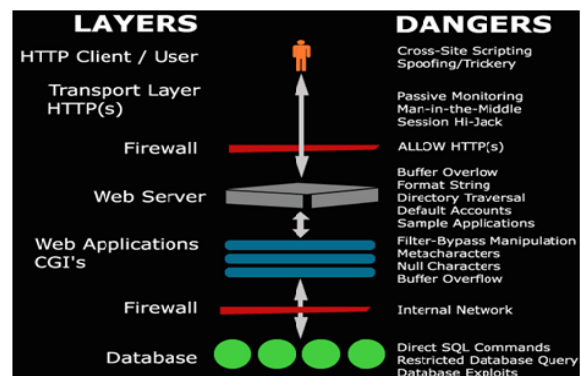 LAYERS
DANGERS
HTTP Client / User
Cross-Site Scripting
Spoofing/Trickery
Transport Layer
HTTP(s)
Passive Monitoring
Man-in-the-Middle
Session Hi-Jack
Firewall
ALLOW HTTP(s)
Web Server
Buffer Overlow
Format String
Directory Traversal
Default Accounts
Sample Applications
Web Applications
CGI's
Filter-Bypass Manipulation
Metacharacters
Null Characters
Buffer Overflow
Firewall
Internal Network
Database
Direct SQL Commands
Restricted Database Query
Database Exploits